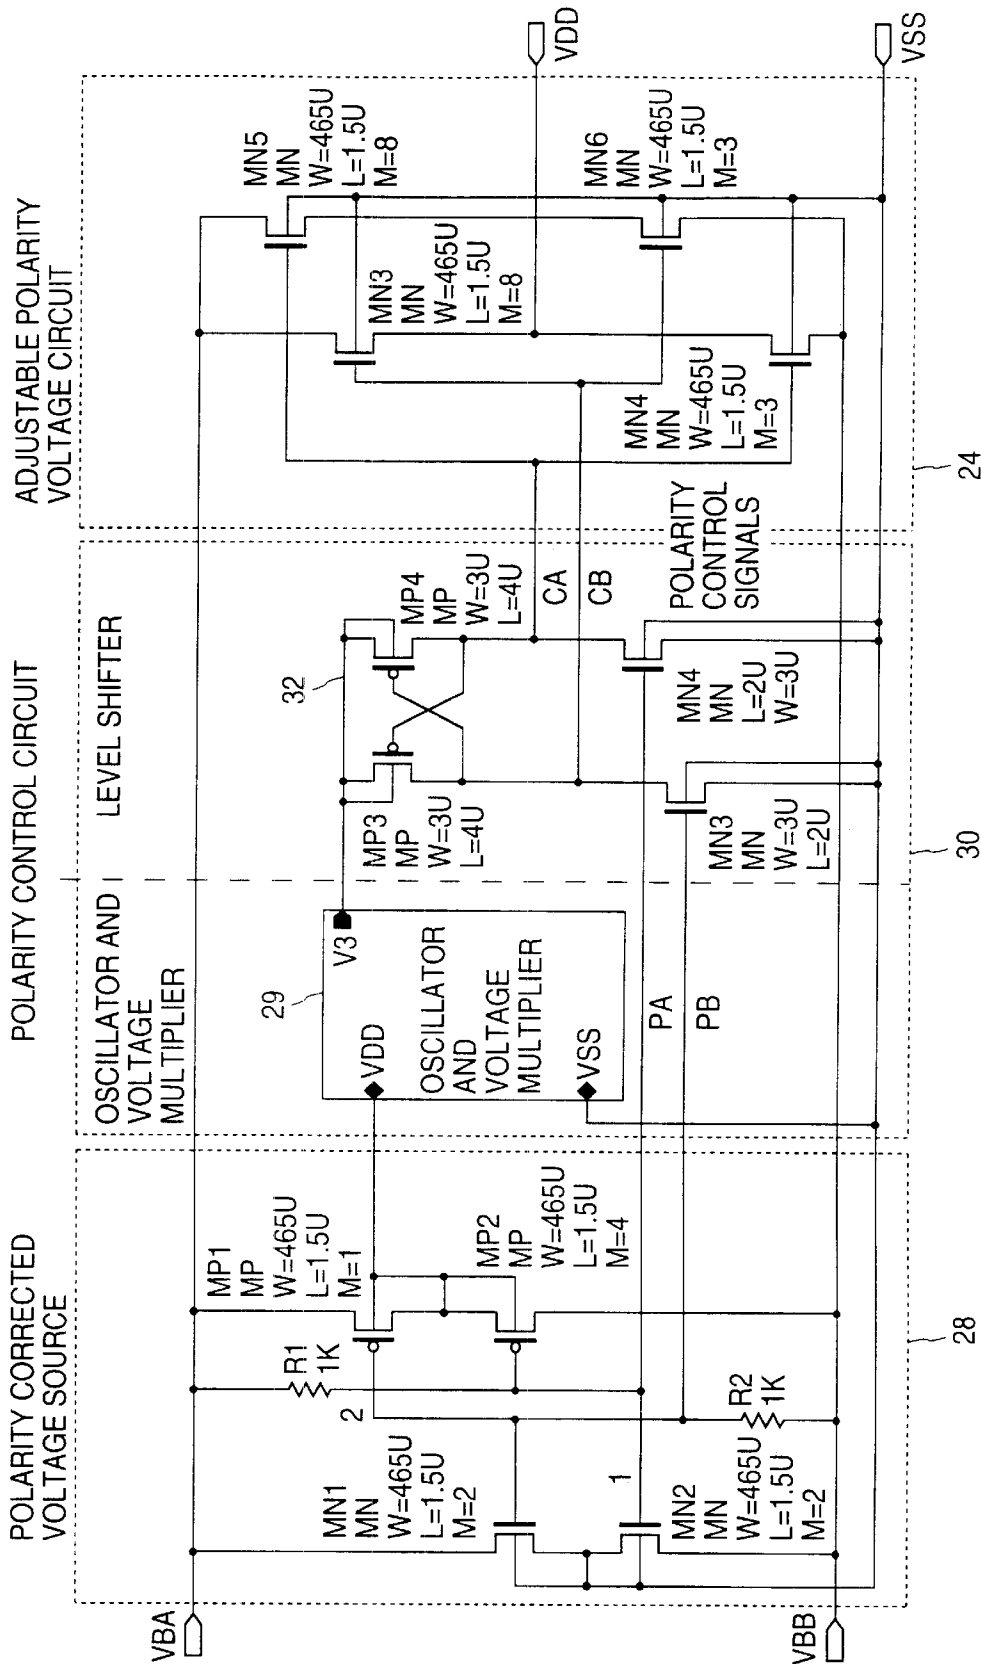 POLARITY CORRECTED
VOLTAGE SOURCE
POLARITY CONTROL CIRCUIT
OSCILLATOR AND
VOLTAGE
MULTIPLIER
LEVEL SHIFTER
ADJUSTABLE POLARITY
VOLTAGE CIRCUIT
VBA
VBB
MN1
MN
W=465U
L=1.5U
M=2
MN2
MN
W=465U
L=1.5U
M=2
1
2
R1
1K
R2
1K
MP1
MP
W=465U
L=1.5U
M=1
MP2
MP
W=465U
L=1.5U
M=4
28
29
VDD
V3
OSCILLATOR
AND
VOLTAGE
MULTIPLIER
VSS
PA
PB
MP3
MP
W=3U
L=4U
32
MP4
MP
W=3U
L=4U
CA
CB
MN3
MN
W=3U
L=2U
MN4
MN
L=2U
W=3U
30
POLARITY
CONTROL
SIGNALS
MN5
MN
W=465U
L=1.5U
M=8
MN3
MN
W=465U
L=1.5U
M=8
MN4
MN
W=465U
L=1.5U
M=3
MN6
MN
W=465U
L=1.5U
M=3
24
VDD
VSS